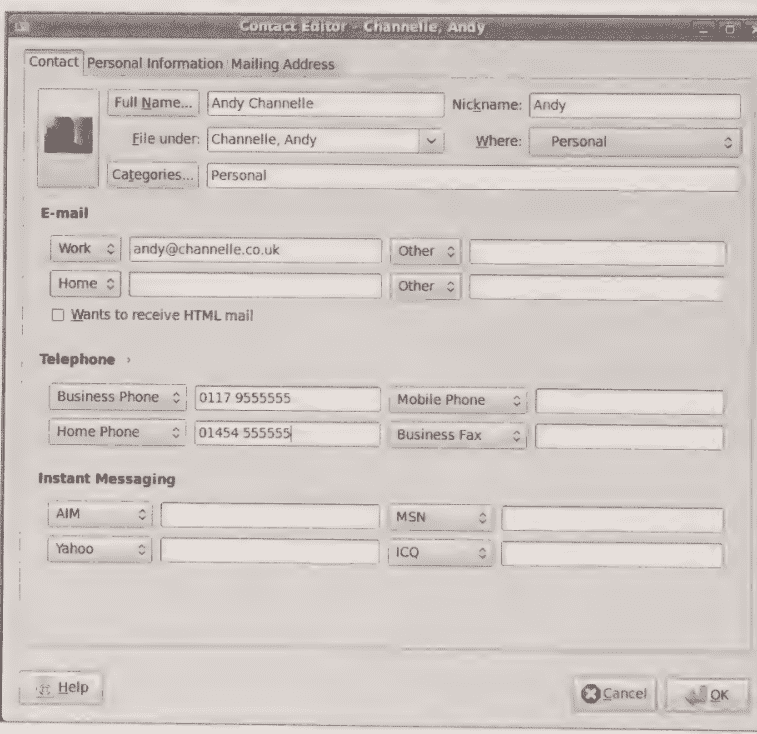 Contact Editor - Channelle, Andy
Contact Personal Information Mailing Address
Full Name... Andy Channelle Nickname: Andy
File under: Channelle, Andy Where: Personal
Categories... Personal
E-mail
Work andy@channelle.co.uk Other
Home Other
Wants to receive HTML mail
Telephone
Business Phone 0117 9555555 Mobile Phone
Home Phone 01454 555555 Business Fax
Instant Messaging
AIM MSN
Yahoo ICQ
Help Cancel OK